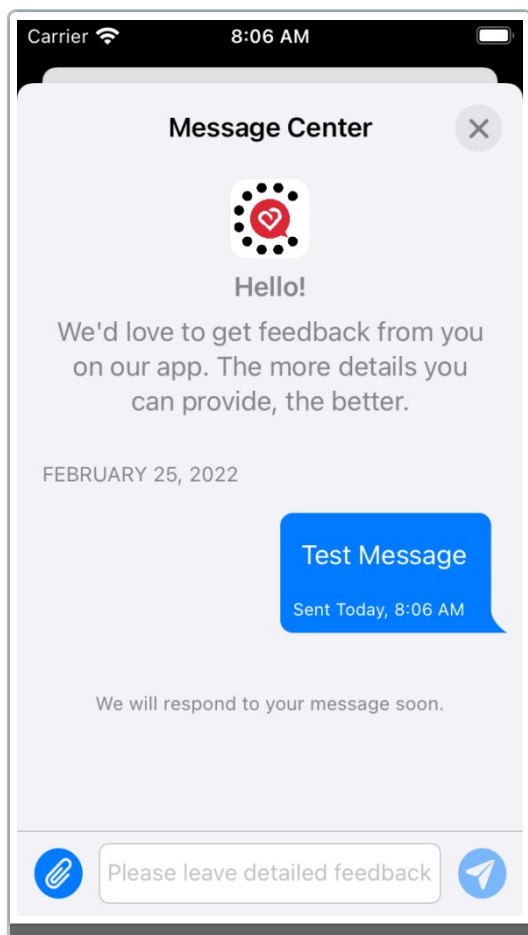 Carrier
8:06 AM
Message Center
Hello!
We'd love to get feedback from you
on our app. The more details you
can provide, the better.
FEBRUARY 25, 2022
Test Message
Sent Today, 8:06 AM
We will respond to your message soon.
Please leave detailed feedback